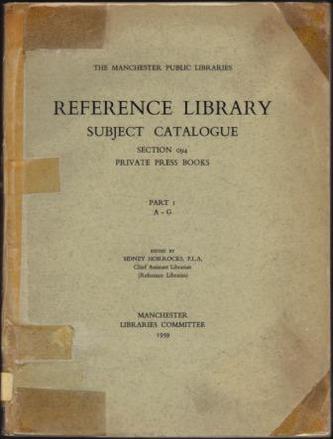 THE MANCHESTER PUBLIC LIBRARIES
REFERENCE LIBRARY
SUBJECT CATALOGUE
SECTION 094
PRIVATE PRESS BOOKS
PART 1
A - G
EDITED BY
SIDNEY HORROCKS, F.L.A.
Chief Assistant Librarian
(Reference Libraries)
MANCHESTER
LIBRARIES COMMITTEE
1959